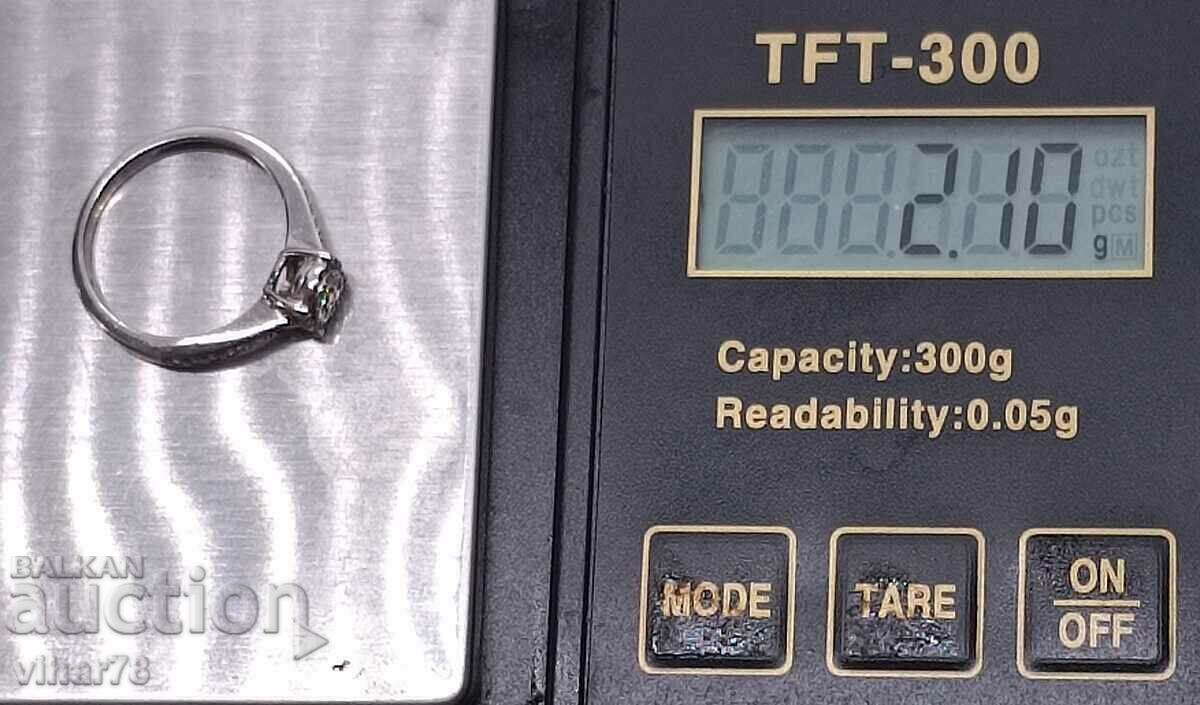 TFT-300
2.10
ozt
dwt
pcs
g M
Capacity:300g
Readability:0.05g
MODE
TARE
ON
OFF
BALKAN
auction
vihar78